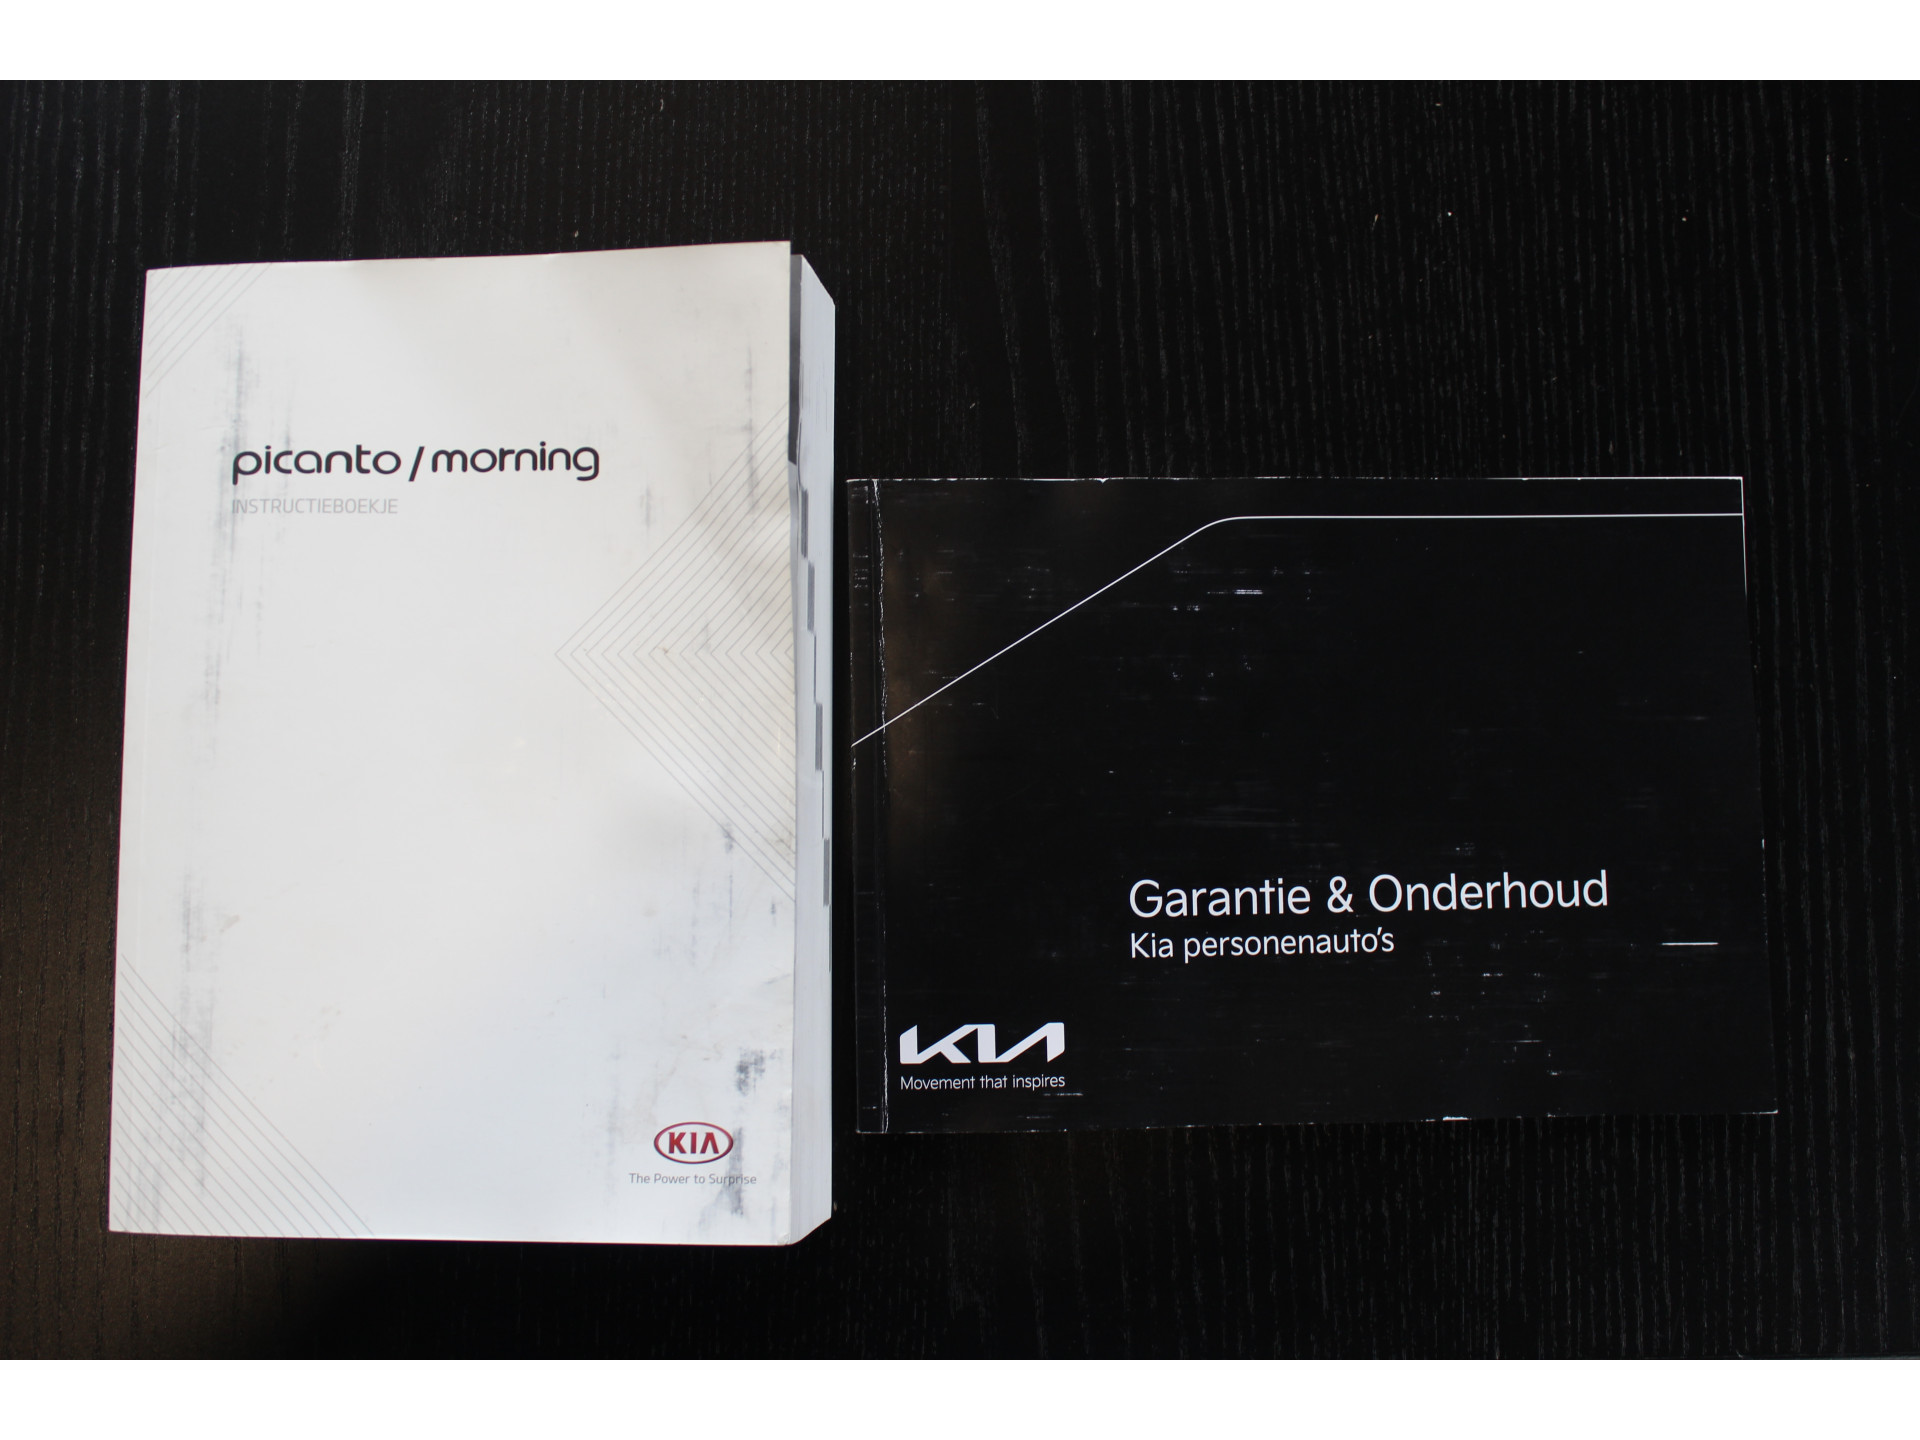 picanto / morning
INSTRUCTIEBOEKJE
KIA
The Power to Surprise
Garantie & Onderhoud
Kia personenauto's
KIA
Movement that inspires